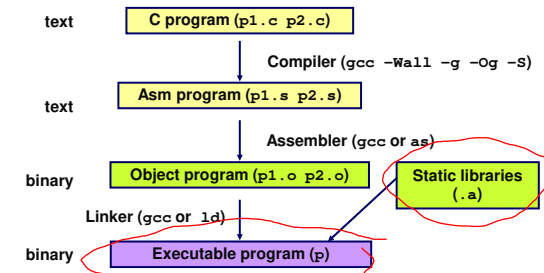 text
C program (p1.c p2.c)
Compiler (gcc –Wall –g –Og –S)
text
Asm program (p1.s p2.s)
Assembler (gcc or as)
binary
Object program (p1.o p2.o)
Static libraries
(.a)
Linker (gcc or ld)
binary
Executable program (p)